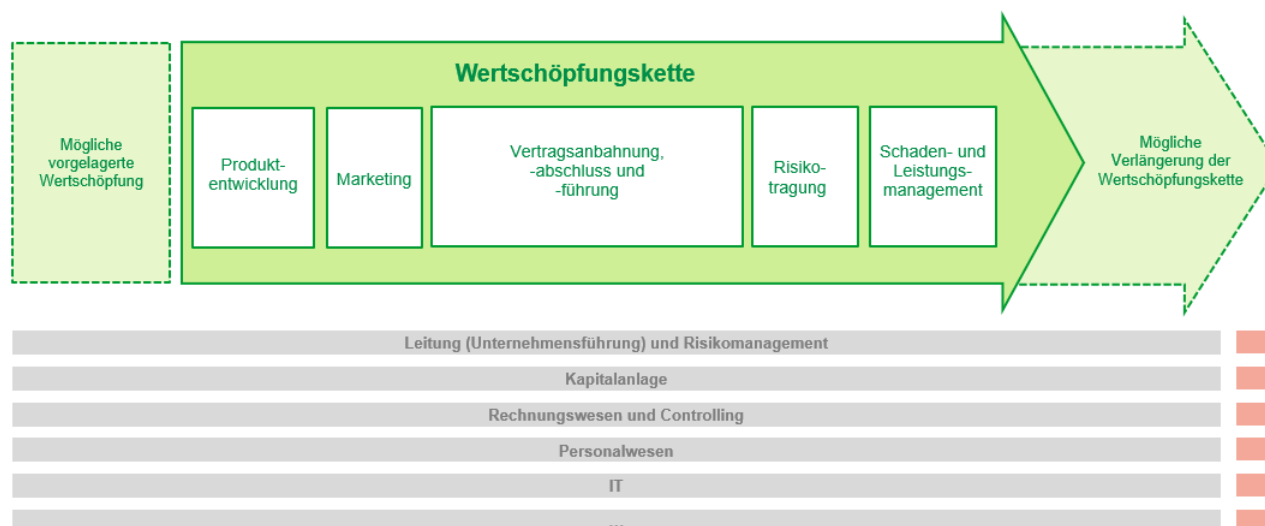 Wertschöpfungskette
Mögliche
vorgelagerte
Wertschöpfung
Produkt-
entwicklung
Marketing
Vertragsanbahnung,
-abschluss und
-führung
Risiko-
tragung
Schaden- und
Leistungs-
management
Mögliche
Verlängerung der
Wertschöpfungskette
Leitung (Unternehmensführung) und Risikomanagement
Kapitalanlage
Rechnungswesen und Controlling
Personalwesen
IT
...